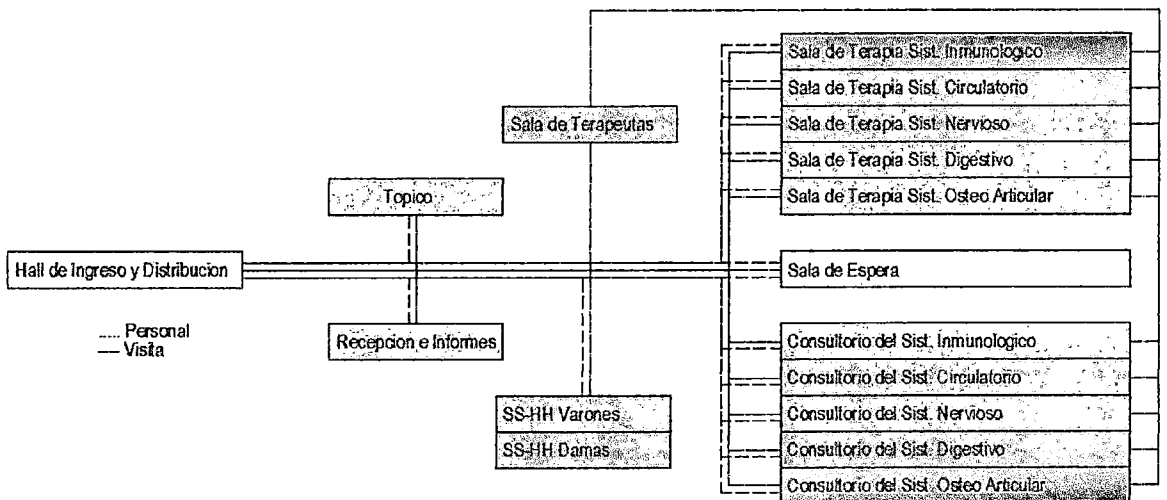 Sala de Terapia Sist. Inmunologico
Sala de Terapia Sist. Circulatorio
Sala de Terapia Sist. Nervioso
Sala de Terapia Sist. Digestivo
Sala de Terapia Sist. Osteo Articular
Sala de Terapeutas
Topico
Hall de Ingreso y Distribucion
Sala de Espera
Personal
Visita
Recepcion e Informes
Consultorio del Sist. Inmunologico
Consultorio del Sist. Circulatorio
Consultorio del Sist. Nervioso
Consultorio del Sist. Digestivo
Consultorio del Sist. Osteo Articular
SS-HH Varones
SS-HH Damas